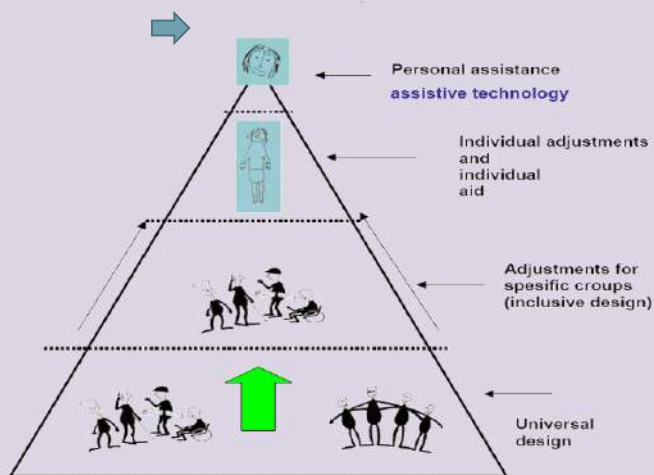 Personal assistance
assistive technology
Individual adjustments
and
individual
aid
Adjustments for
spesific croups
(inclusive design)
Universal
design